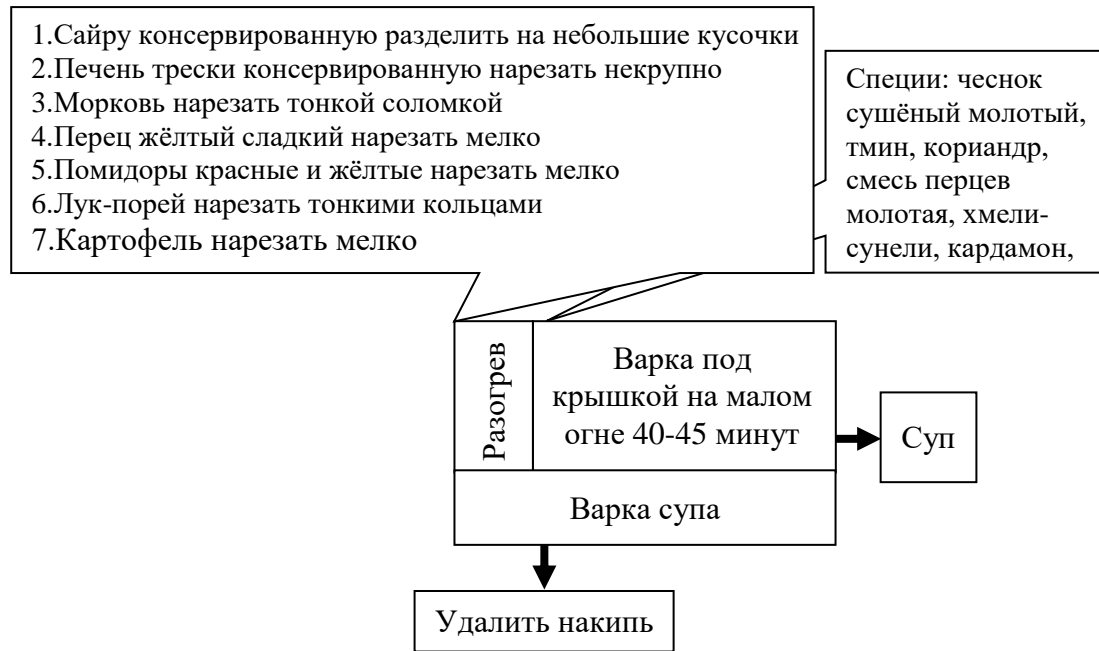 1.Сайру консервированную разделить на небольшие кусочки
2.Печень трески консервированную нарезать некрупно
3.Морковь нарезать тонкой соломкой
4.Перец жёлтый сладкий нарезать мелко
5.Помидоры красные и жёлтые нарезать мелко
6.Лук-порей нарезать тонкими кольцами
7.Картофель нарезать мелко
Специи: чеснок
сушёный молотый,
тмин, кориандр,
смесь перцев
молотая, хмели-
сунели, кардамон,
Разогрев
Варка под
крышкой на малом
огне 40-45 минут
Суп
Варка супа
Удалить накипь